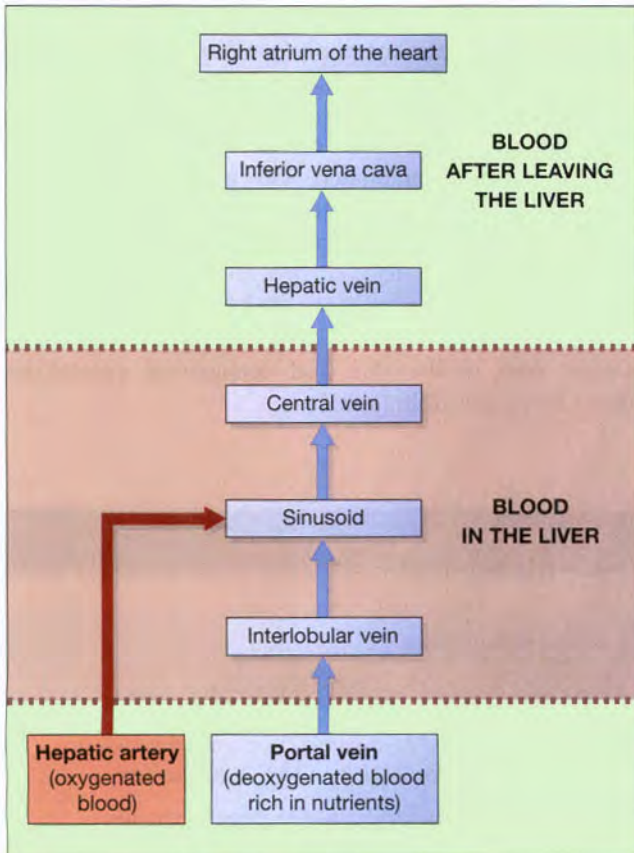 Right atrium of the heart
BLOOD
AFTER LEAVING
THE LIVER
Inferior vena cava
Hepatic vein
Central vein
Sinusoid
BLOOD
IN THE LIVER
Interlobular vein
Hepatic artery
(oxygenated
blood)
Portal vein
(deoxygenated blood
rich in nutrients)